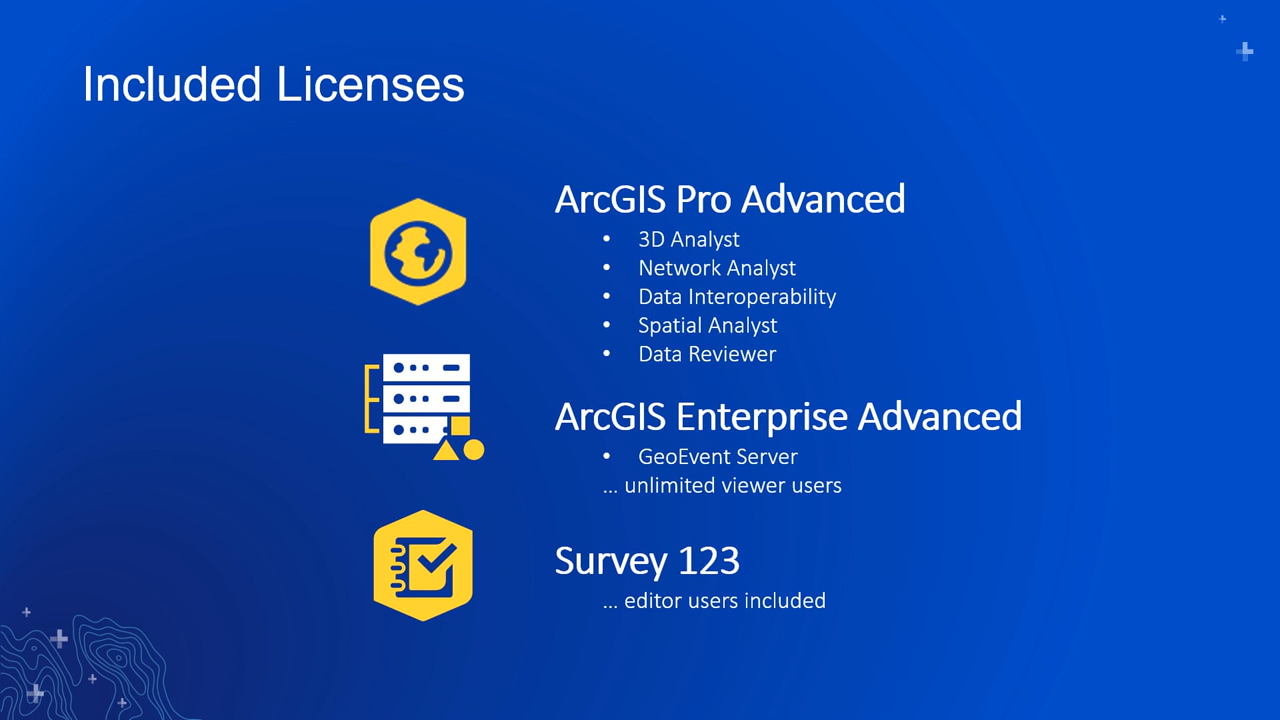 Included Licenses
ArcGIS Pro Advanced
• 3D Analyst
• Network Analyst
• Data Interoperability
• Spatial Analyst
• Data Reviewer
ArcGIS Enterprise Advanced
• GeoEvent Server
... unlimited viewer users
Survey 123
... editor users included